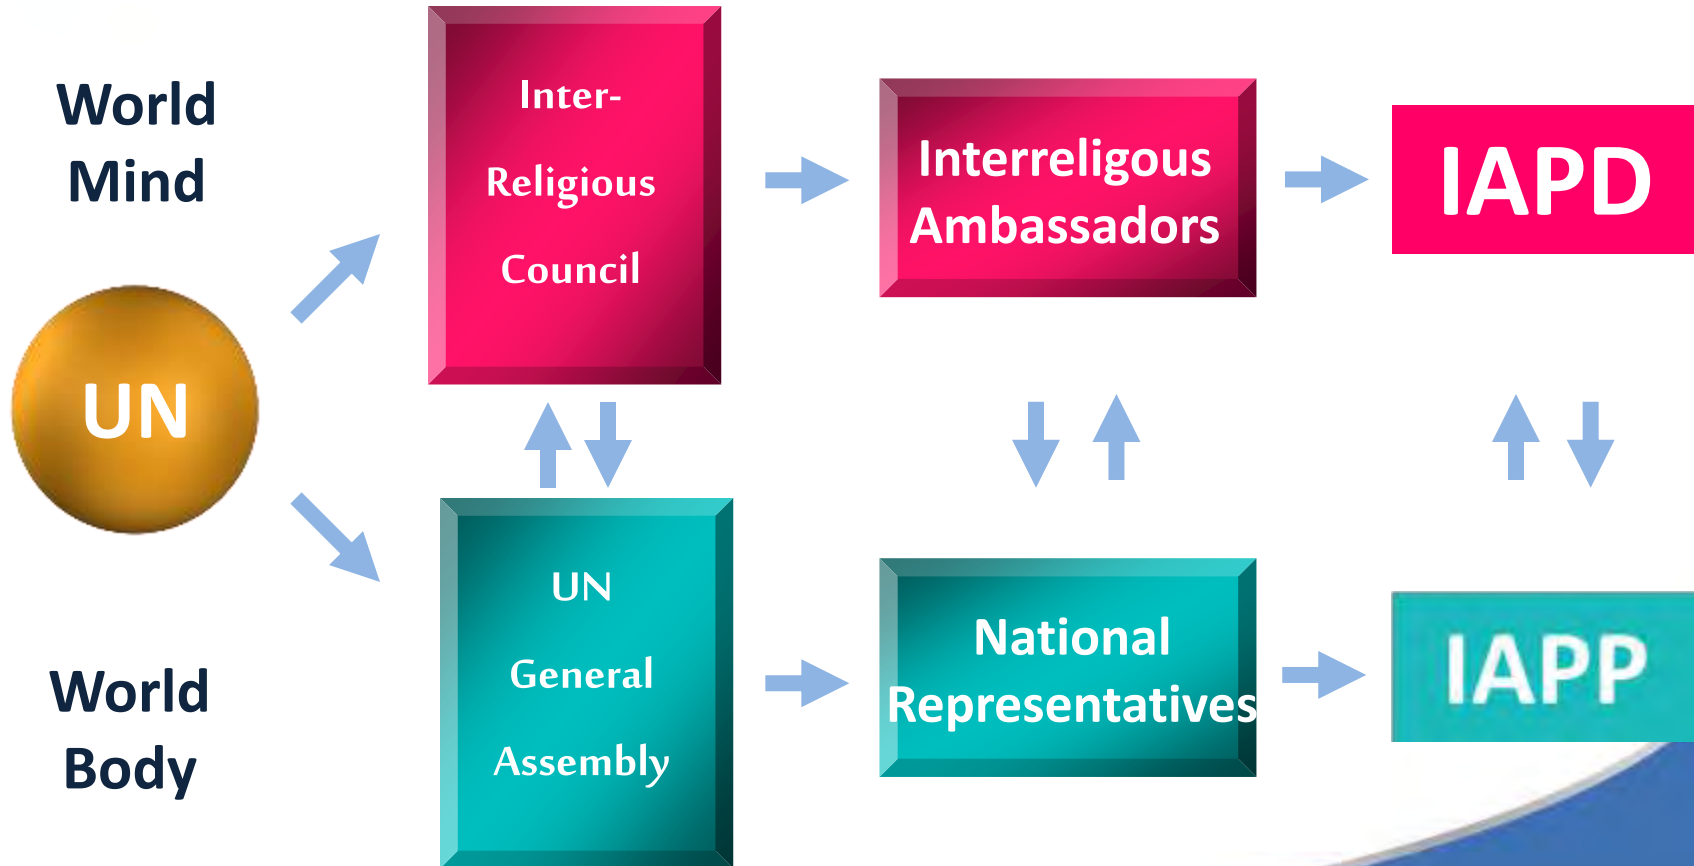 World
Mind
Inter-
Religious
Council
Interreligous
Ambassadors
IAPD
UN
World
Body
UN
General
Assembly
National
Representatives
IAPP